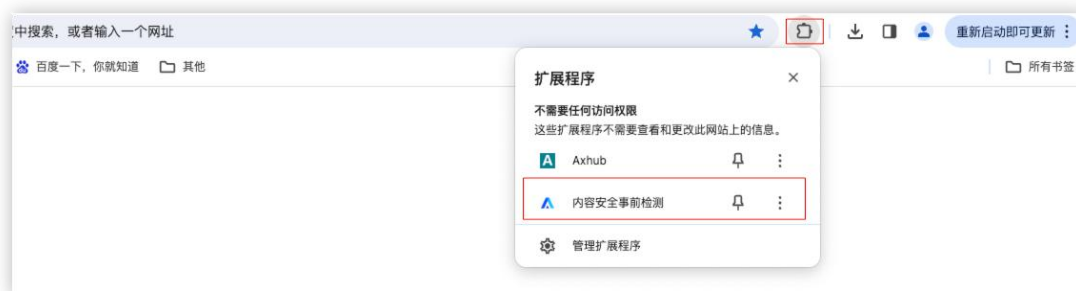 中搜索，或者输入一个网址
重新启动即可更新
百度一下，你就知道
其他
所有书签
扩展程序
不需要任何访问权限
这些扩展程序不需要查看和更改此网站上的信息。
A Axhub
内容安全事前检测
管理扩展程序